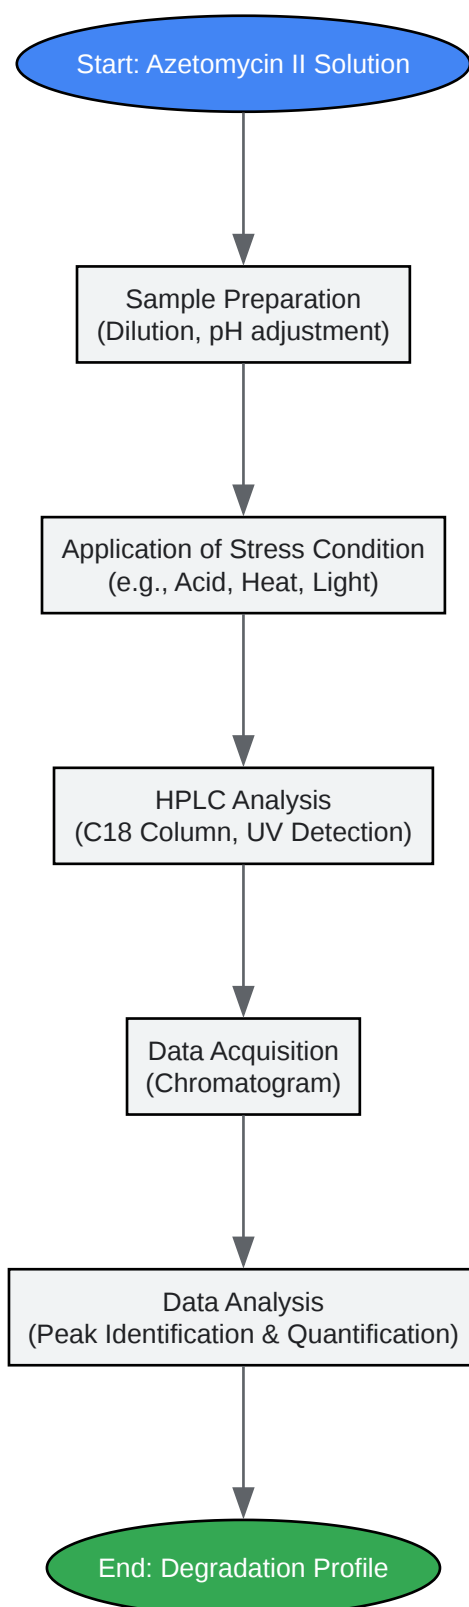 Start: Azetomycin II Solution
Sample Preparation
(Dilution, pH adjustment)
Application of Stress Condition
(e.g., Acid, Heat, Light)
HPLC Analysis
(C18 Column, UV Detection)
Data Acquisition
(Chromatogram)
Data Analysis
(Peak Identification & Quantification)
End: Degradation Profile